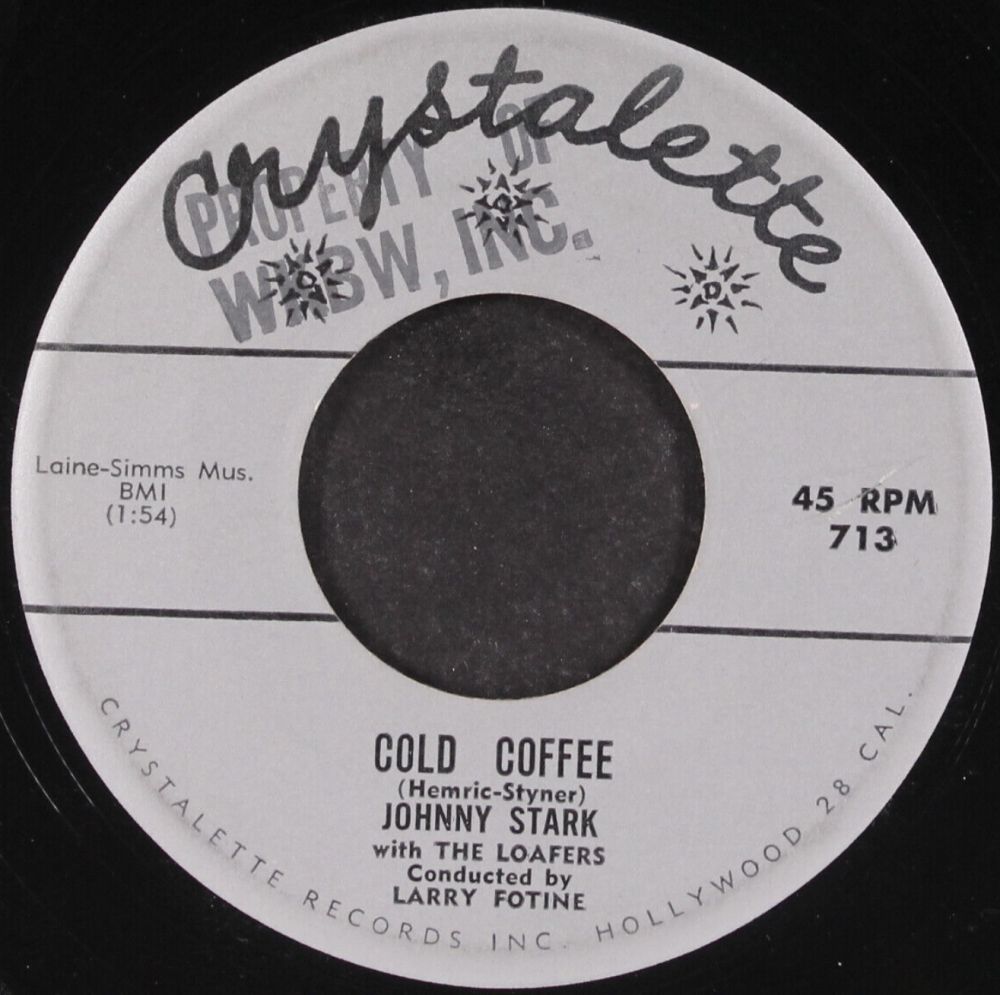 Crystalette
PROPERTY OF
INC.
D
Laine-Simms Mus.
BMI
(1:54)
45 RPM
713
COLD COFFEE
(Hemric-Styner)
JOHNNY STARK
with THE LOAFERS
Conducted by
LARRY FOTINE
CRYSTALETTE RECORDS INC. HOLLYWOOD 28 CAL.